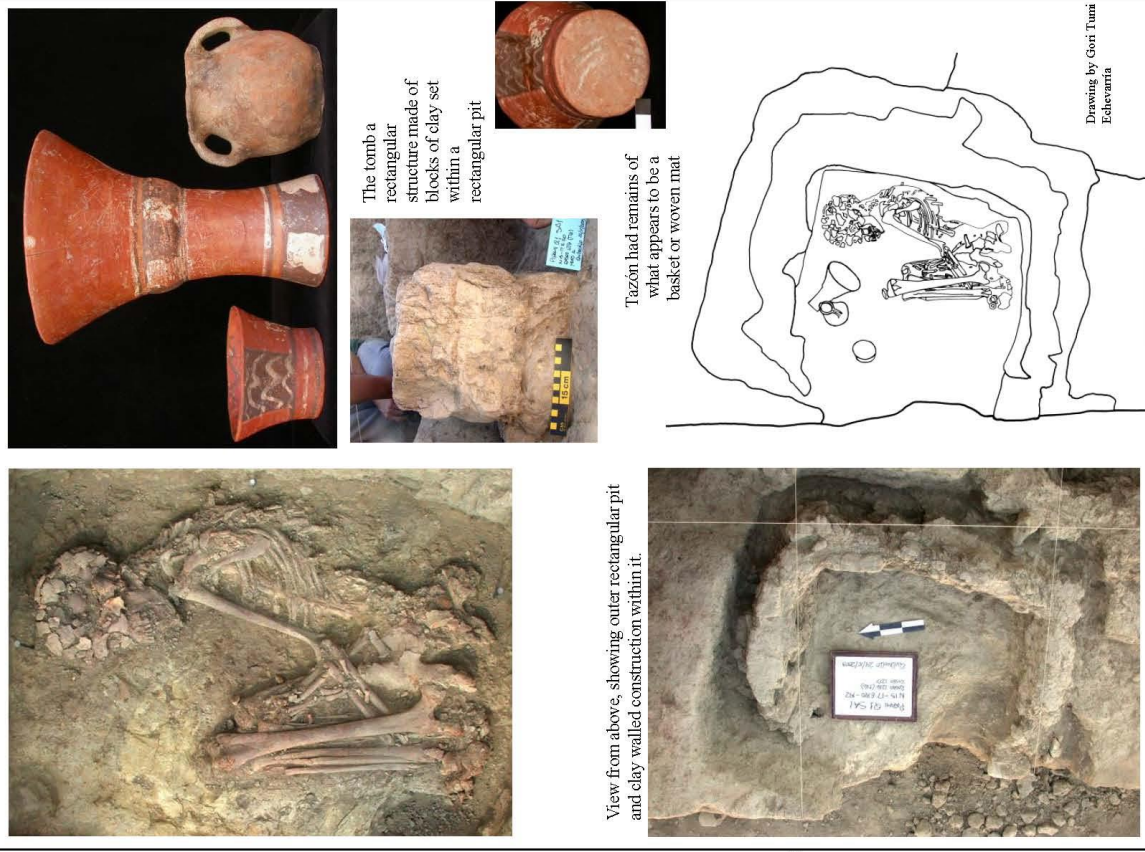 The tomb a
rectangular
structure made of
blocks of clay set
within a
rectangular pit
Tazón had remains of
what appears to be a
basket or woven mat
Drawing by Gori Tumi
Echevarría
View from above, showing outer rectangular pit
and clay walled construction within it.
15 cm